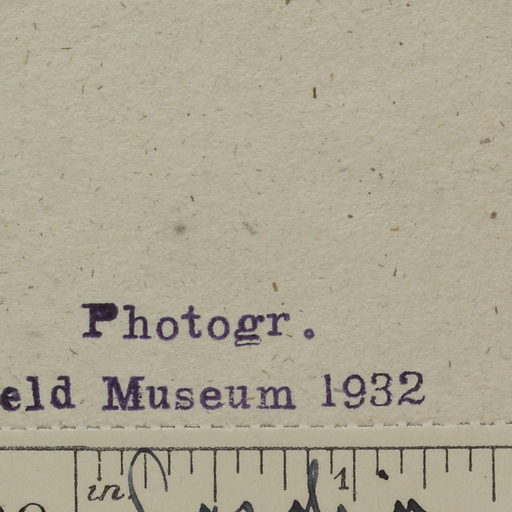 Photogr.
eld Museum 1932
in. 1